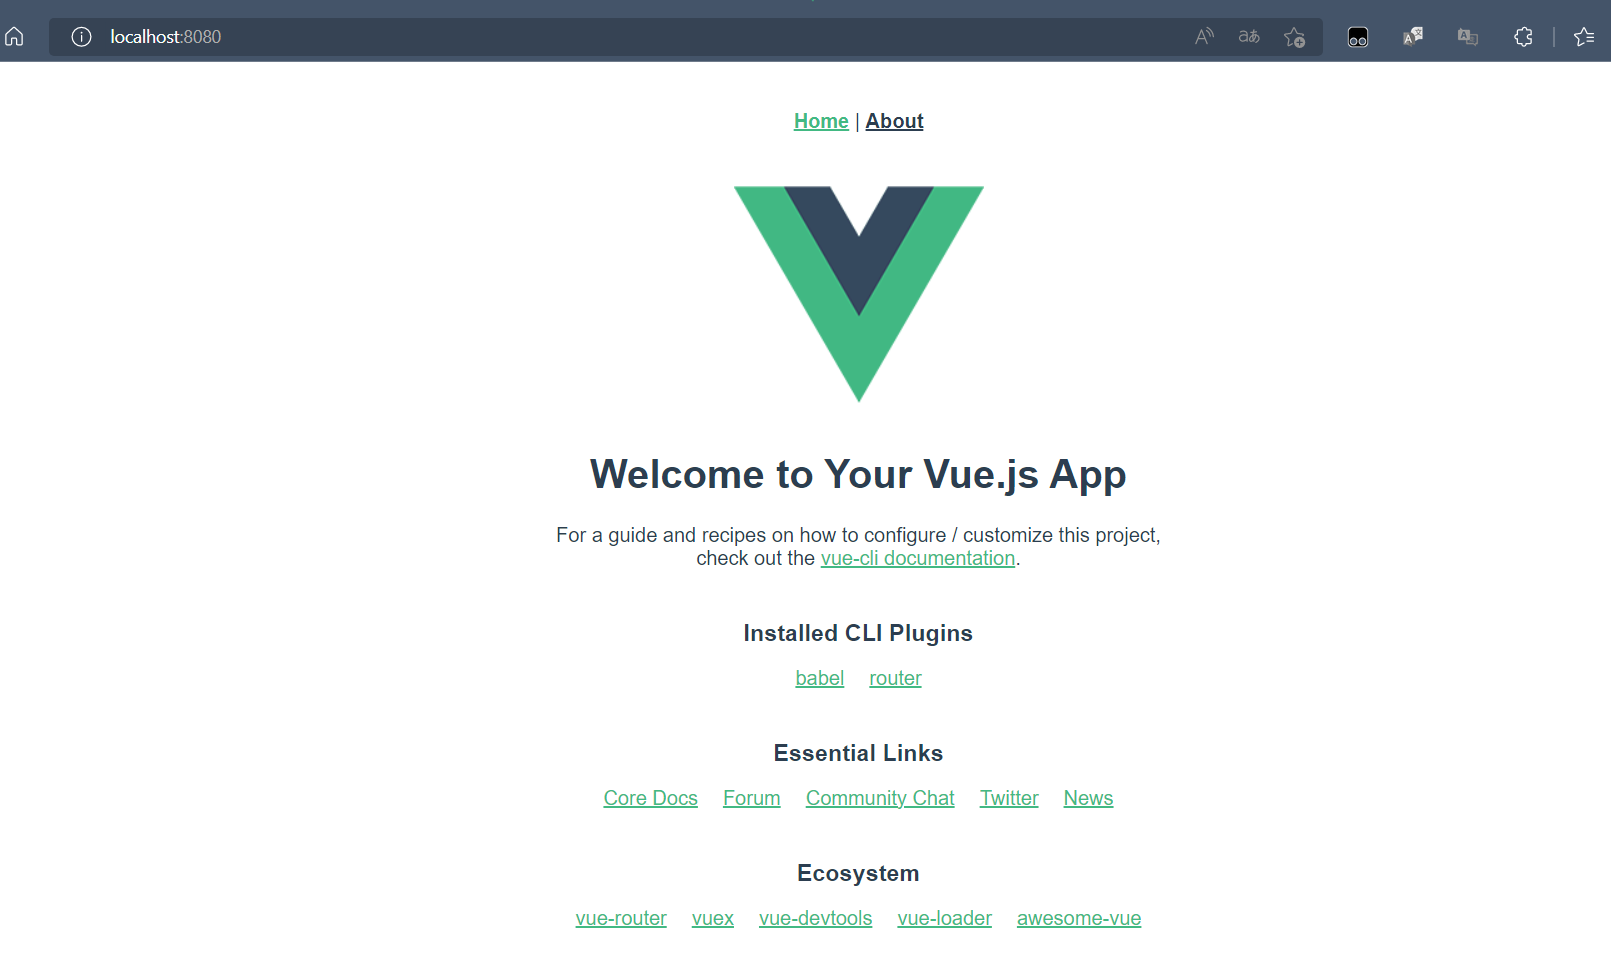 localhost:8080
Home | About
Welcome to Your Vue.js App
For a guide and recipes on how to configure / customize this project,
check out the vue-cli documentation.
Installed CLI Plugins
babel router
Essential Links
Core Docs Forum Community Chat Twitter News
Ecosystem
vue-router vuex vue-devtools vue-loader awesome-vue